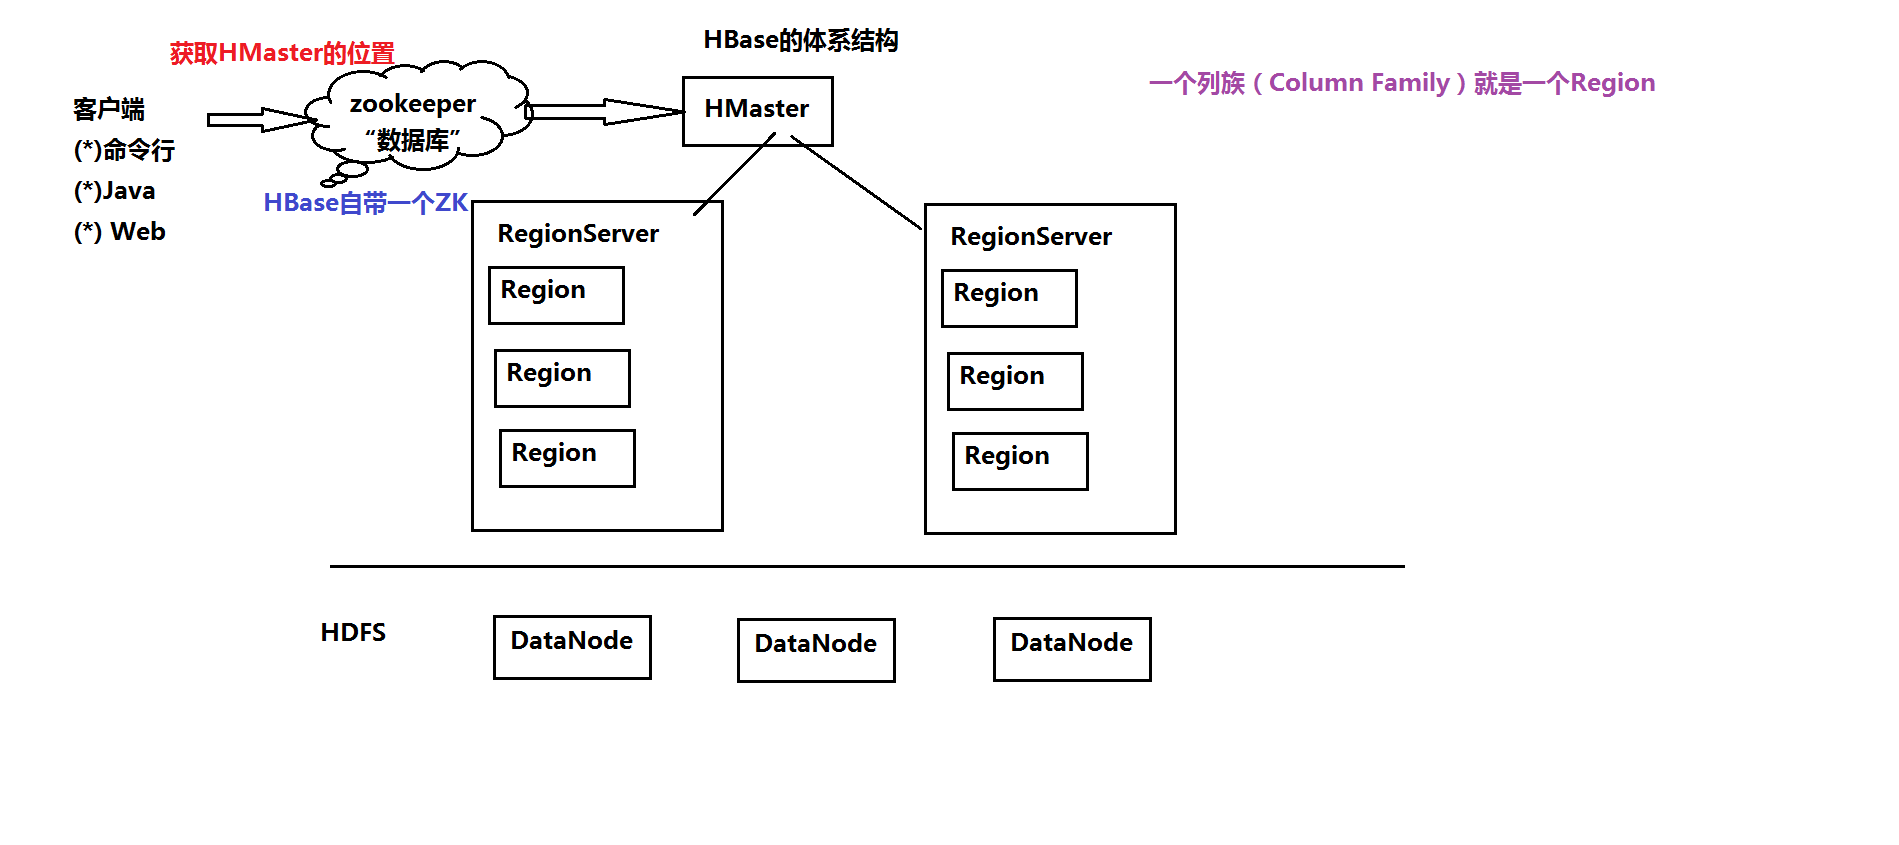 HBase的体系结构
获取HMaster的位置
一个列族（Column Family）就是一个Region
客户端
(*)命令行
(*)Java
(*) Web
zookeeper
“数据库”
HBase自带一个ZK
HMaster
RegionServer
Region
Region
Region
RegionServer
Region
Region
Region
HDFS
DataNode
DataNode
DataNode